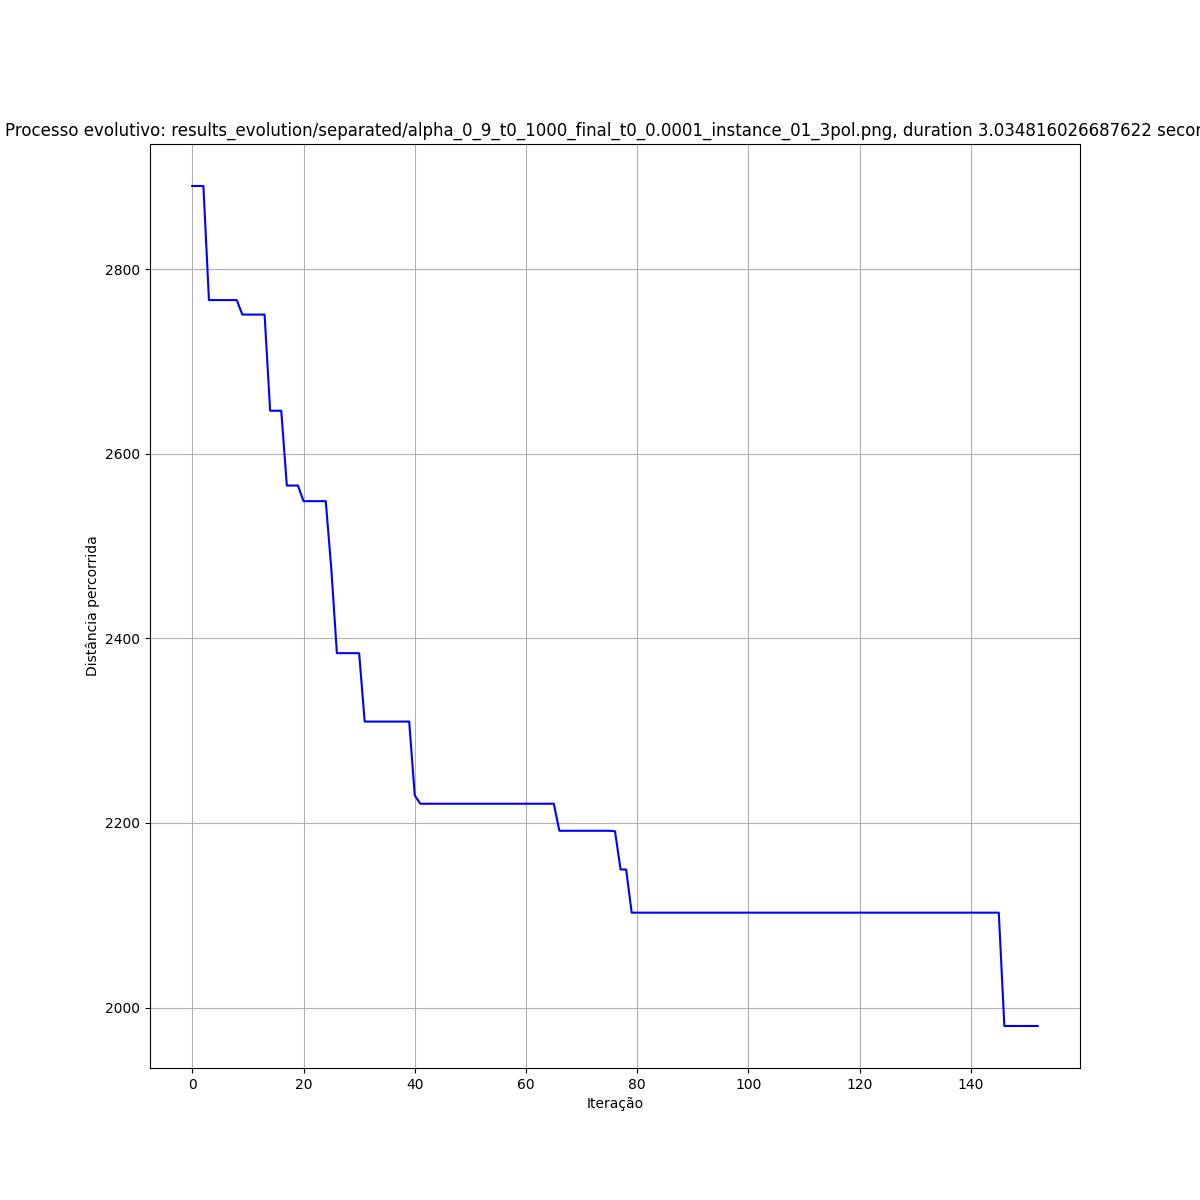 Processo evolutivo: results_evolution/separated/alpha_0_9_t0_1000_final_t0_0.0001_instance_01_3pol.png, duration 3.034816026687622 secor
2800
2600
2400
2200
2000
Distância percorrida
0 20 40 60 80 100 120 140
Iteração